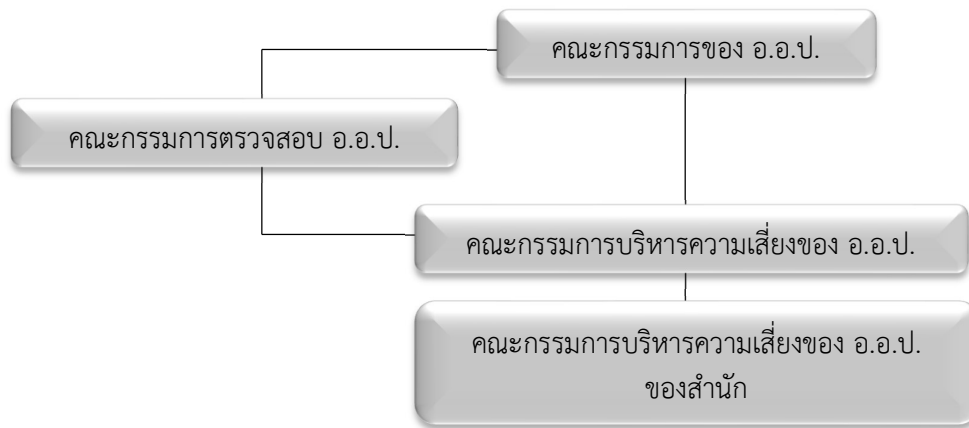 คณะกรรมการของ อ.อ.ป.
คณะกรรมการตรวจสอบ อ.อ.ป.
คณะกรรมการบริหารความเสี่ยงของ อ.อ.ป.
คณะกรรมการบริหารความเสี่ยงของ อ.อ.ป.
ของสำนัก